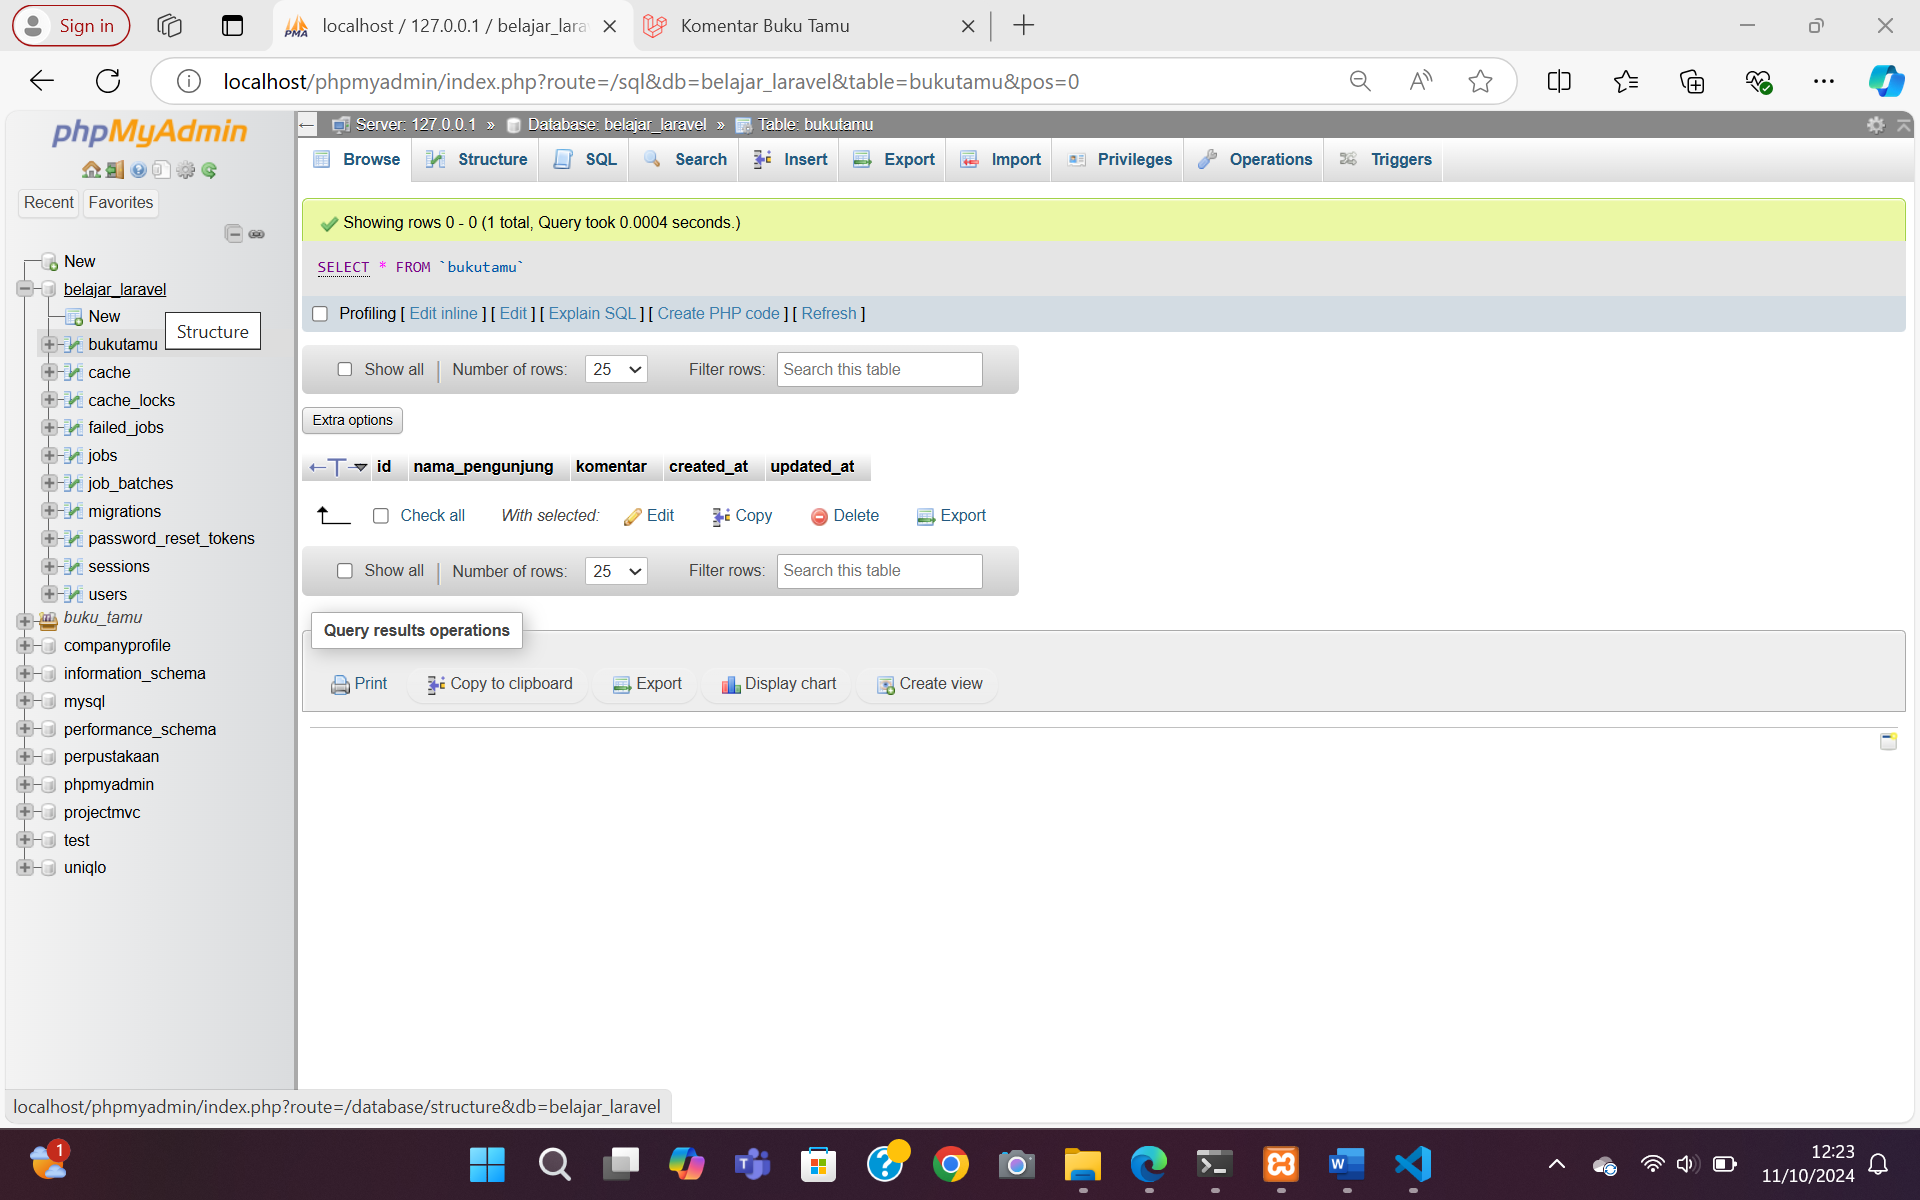 Sign in
localhost / 127.0.0.1 / belajar_lara
Komentar Buku Tamu
localhost/phpmyadmin/index.php?route=/sql&db=belajar_laravel&table=bukutamu&pos=0
phpMyAdmin
Server: 127.0.0.1 » Database: belajar_laravel » Table: bukutamu
Browse Structure SQL Search Insert Export Import Privileges Operations Triggers
Recent Favorites
New
belajar_laravel
New
Structure
bukutamu
cache
cache_locks
failed_jobs
jobs
job_batches
migrations
password_reset_tokens
sessions
users
buku_tamu
companyprofile
information_schema
mysql
performance_schema
perpustakaan
phpmyadmin
projectmvc
test
uniqlo
Showing rows 0 - 0 (1 total, Query took 0.0004 seconds.)
SELECT * FROM `bukutamu`
Profiling [ Edit inline ] [ Edit ] [ Explain SQL ] [ Create PHP code ] [ Refresh ]
Show all Number of rows: 25 Filter rows: Search this table
Extra options
id nama_pengunjung komentar created_at updated_at
Check all With selected: Edit Copy Delete Export
Show all Number of rows: 25 Filter rows: Search this table
Query results operations
Print Copy to clipboard Export Display chart Create view
localhost/phpmyadmin/index.php?route=/database/structure&db=belajar_laravel
1
12:23
11/10/2024